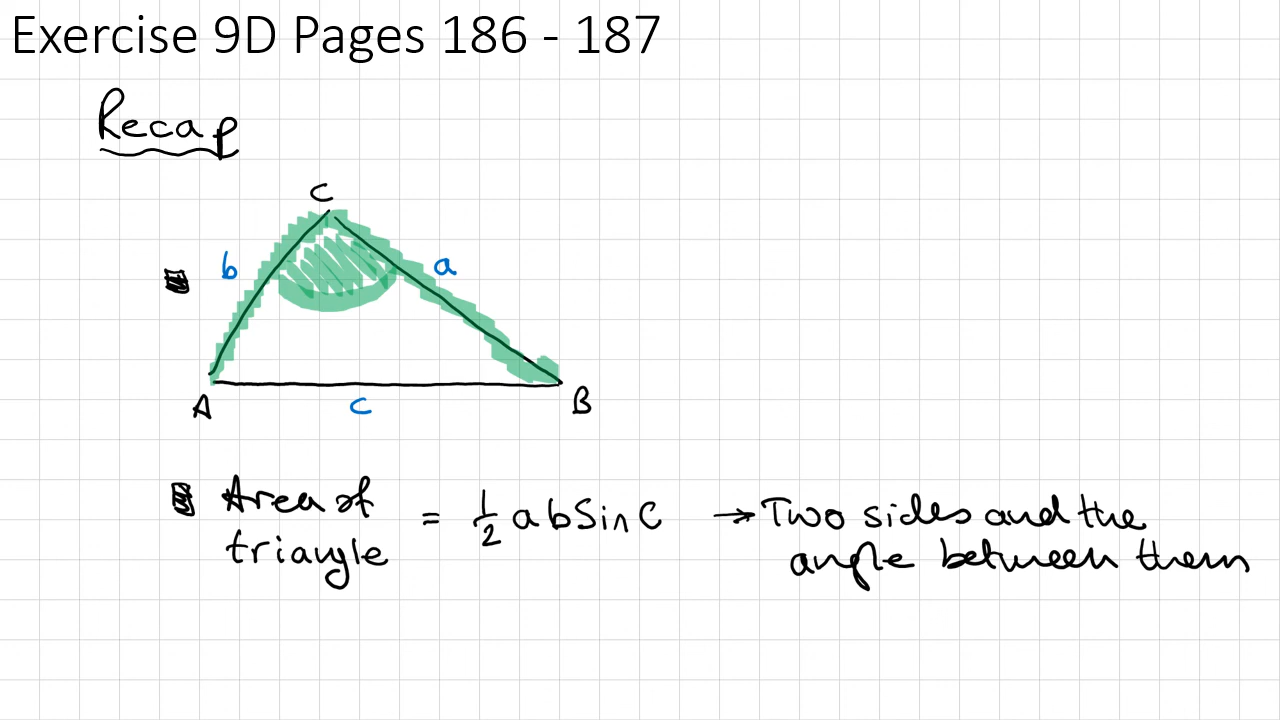 Exercise 9D Pages 186 - 187
Recap
C
b
a
A
c
B
Area of
triangle
= 1/2 ab Sin C → Two sides and the
angle between them